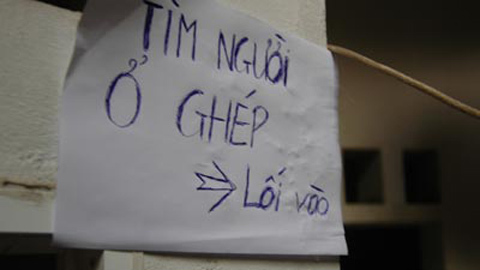 TÌM NGƯỜI
Ở GHÉP
⇒ Lối vào